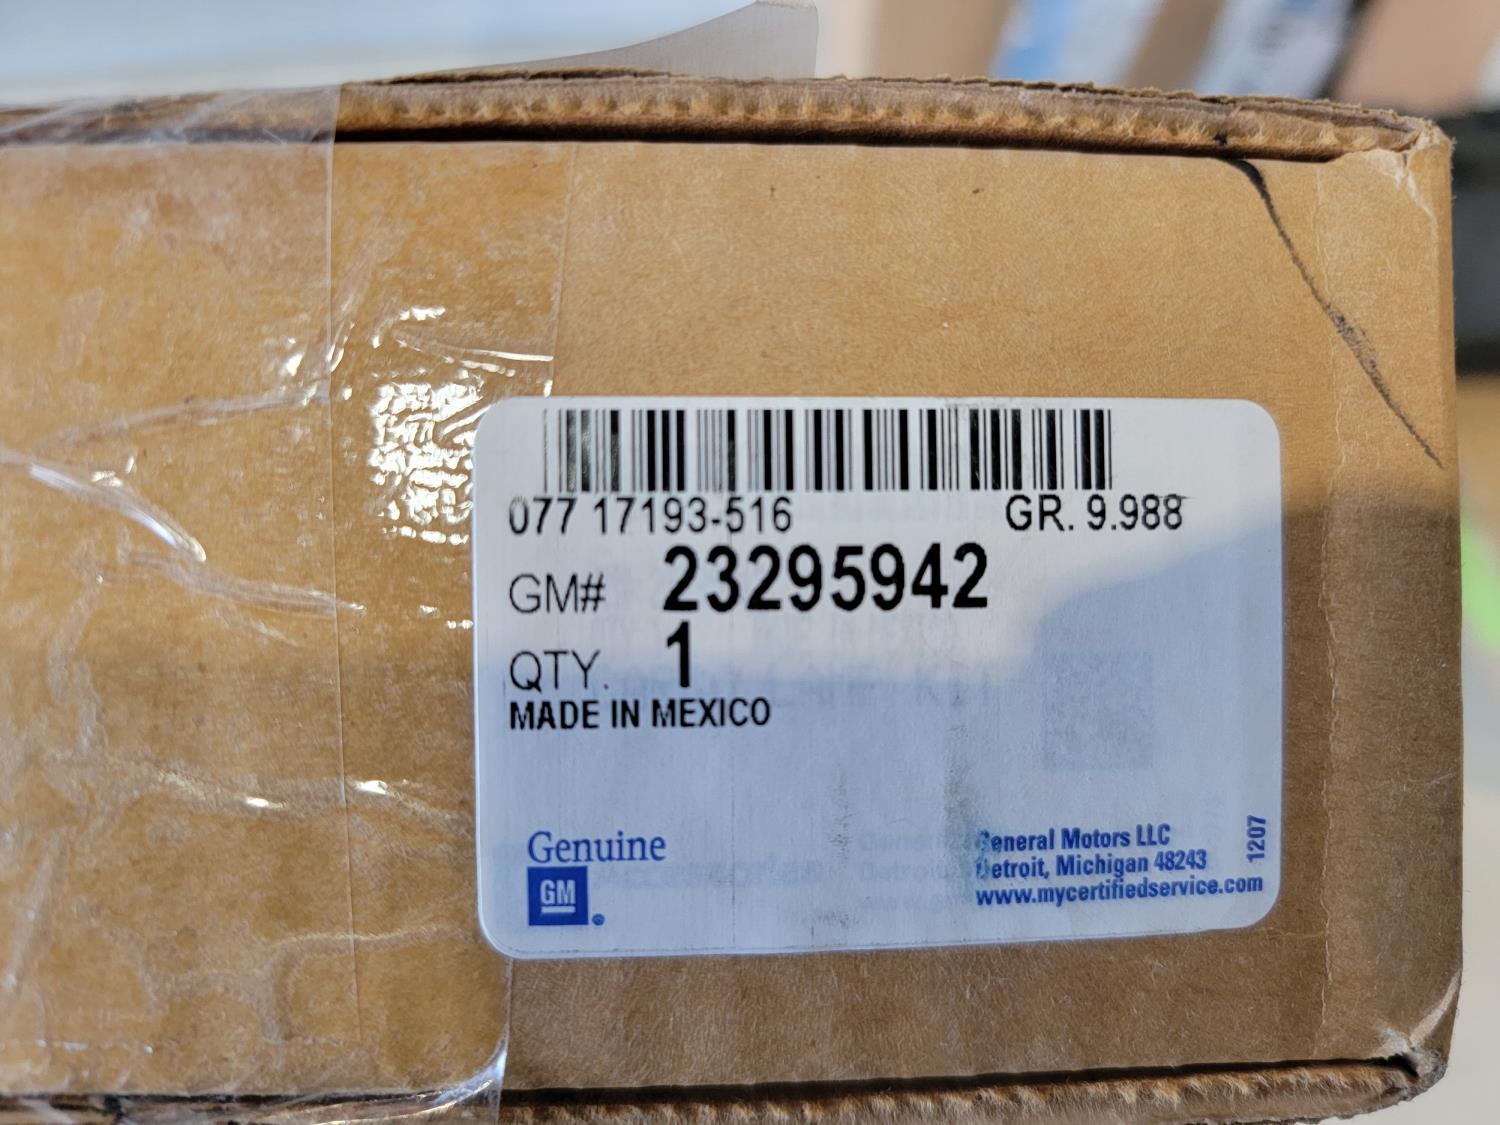 077 17193-516 GR. 9.988
GM# 23295942
QTY. 1
MADE IN MEXICO
Genuine
GM ®
General Motors LLC
Detroit, Michigan 48243
www.mycertifiedservice.com
1207